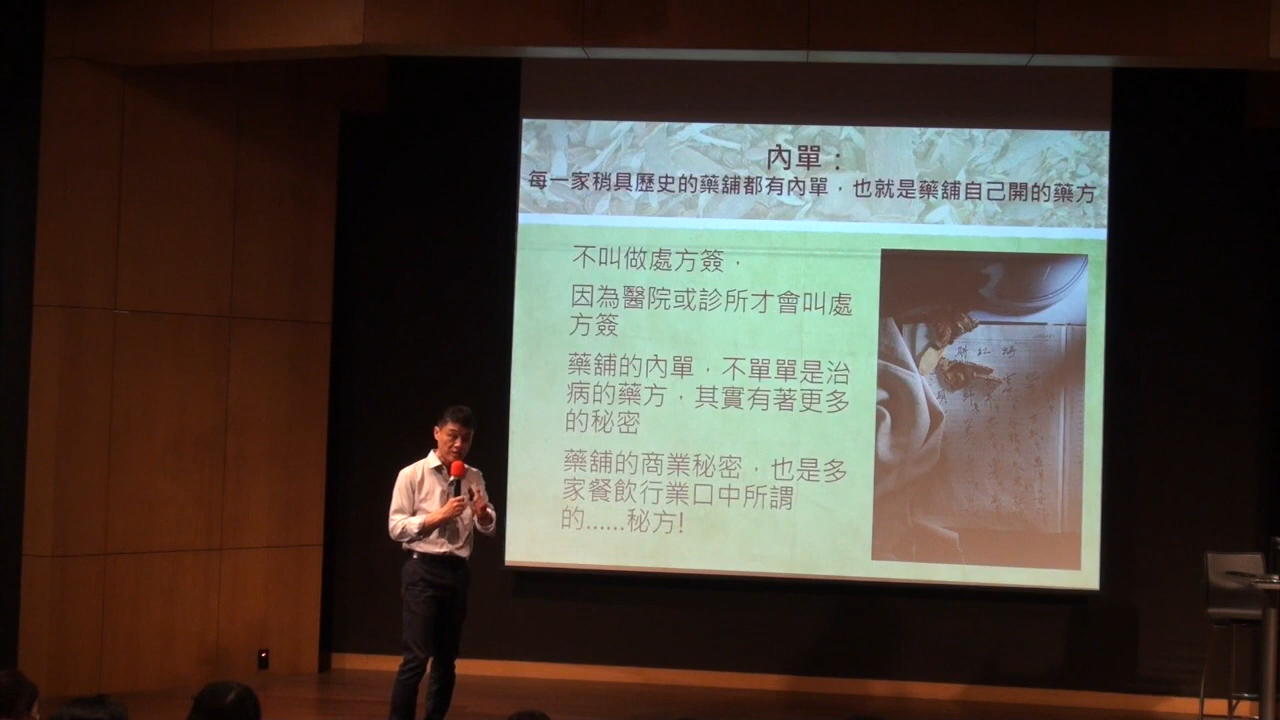 內單：
每一家稍具歷史的藥舖都有內單，也就是藥舖自己開的藥方
不叫做處方簽，
因為醫院或診所才會叫處
方簽
藥舖的內單，不單單是治
病的藥方，其實有著更多
的秘密
藥舖的商業秘密，也是多
家餐飲行業口中所謂
的......秘方!